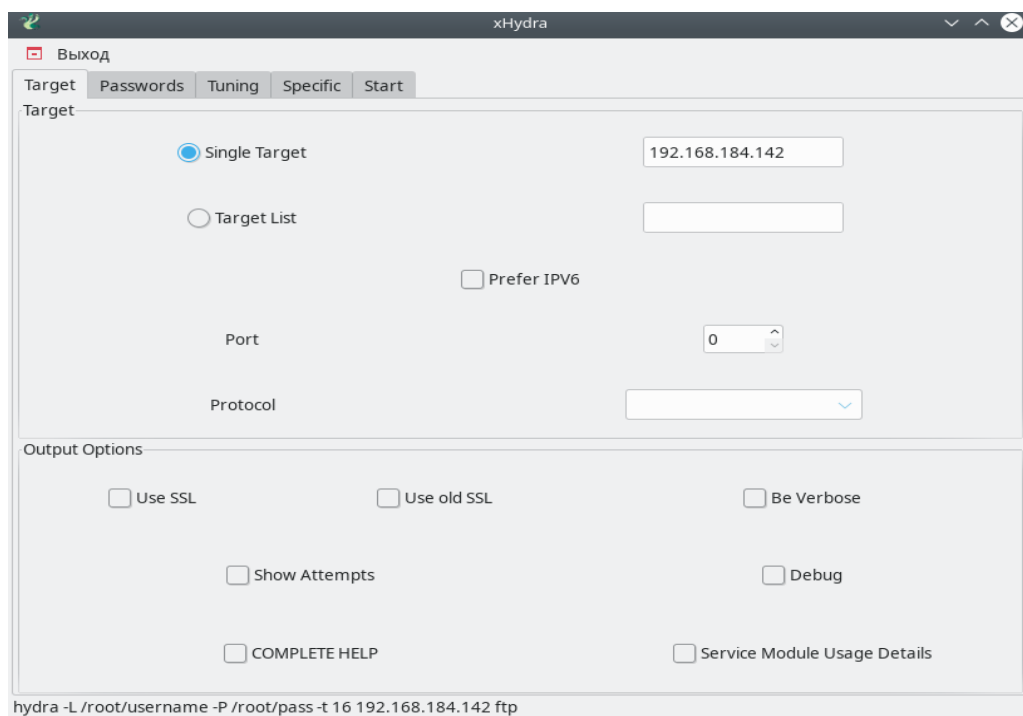 xHydra
Выход
Target Passwords Tuning Specific Start
Target
Single Target 192.168.184.142
Target List
Prefer IPV6
Port 0
Protocol
Output Options
Use SSL Use old SSL Be Verbose
Show Attempts Debug
COMPLETE HELP Service Module Usage Details
hydra -L /root/username -P /root/pass -t 16 192.168.184.142 ftp